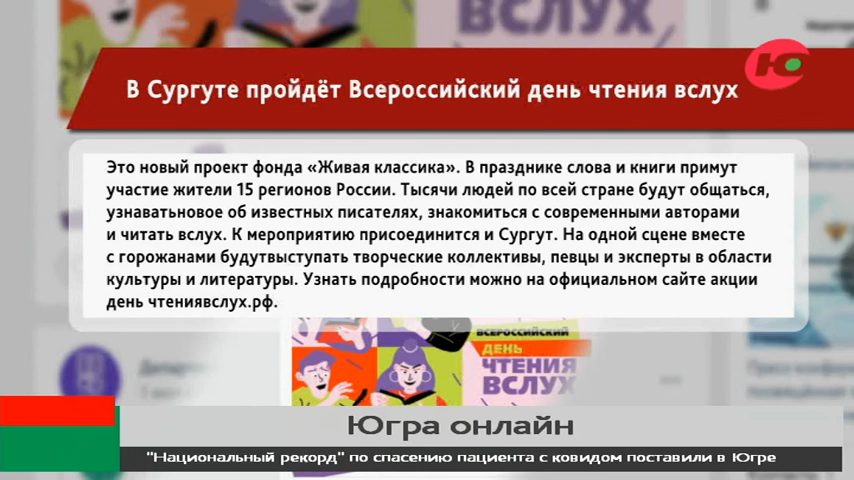 ВСЛУХ
В Сургуте пройдёт Всероссийский день чтения вслух
Ю
Это новый проект фонда «Живая классика». В празднике слова и книги примут
участие жители 15 регионов России. Тысячи людей по всей стране будут общаться,
узнаватьновое об известных писателях, знакомиться с современными авторами
и читать вслух. К мероприятию присоединится и Сургут. На одной сцене вместе
с горожанами будутвыступать творческие коллективы, певцы и эксперты в области
культуры и литературы. Узнать подробности можно на официальном сайте акции
день чтениявслух.рф.
ВСЕРОССИЙСКИЙ
ДЕНЬ
ЧТЕНИЯ
ВСЛУХ
Югра онлайн
"Национальный рекорд" по спасению пациента с ковидом поставили в Югре